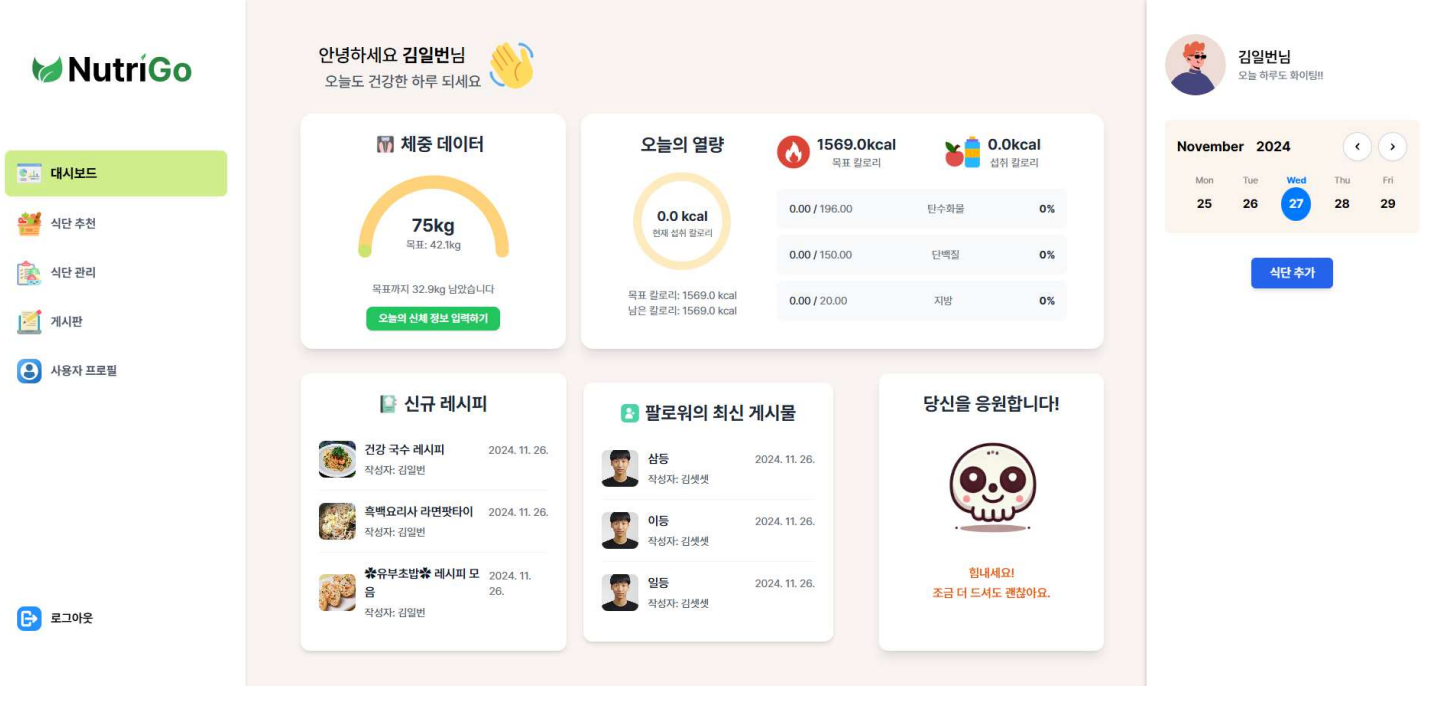 NutriGo
대시보드
식단 추천
식단 관리
게시판
사용자 프로필
로그아웃
안녕하세요 김일번님
오늘도 건강한 하루 되세요
체중 데이터
75kg
목표: 42.1kg
목표까지 32.9kg 남았습니다
오늘의 신체 정보 입력하기
오늘의 열량
0.0 kcal
현재 섭취 칼로리
목표 칼로리: 1569.0 kcal
남은 칼로리: 1569.0 kcal
1569.0kcal
목표 칼로리
0.0kcal
섭취 칼로리
0.00 / 196.00 탄수화물 0%
0.00 / 150.00 단백질 0%
0.00 / 20.00 지방 0%
신규 레시피
건강 국수 레시피 2024. 11. 26.
작성자: 김일번
흑백요리사 라면팟타이 2024. 11. 26.
작성자: 김일번
✽유부초밥✽ 레시피 모 2024. 11.
음 26.
작성자: 김일번
팔로워의 최신 게시물
삼등 2024. 11. 26.
작성자: 김셋셋
이등 2024. 11. 26.
작성자: 김셋셋
일등 2024. 11. 26.
작성자: 김셋셋
당신을 응원합니다!
힘내세요!
조금 더 드셔도 괜찮아요.
김일번님
오늘 하루도 화이팅!!
November 2024
Mon Tue Wed Thu Fri
25 26 27 28 29
식단 추가